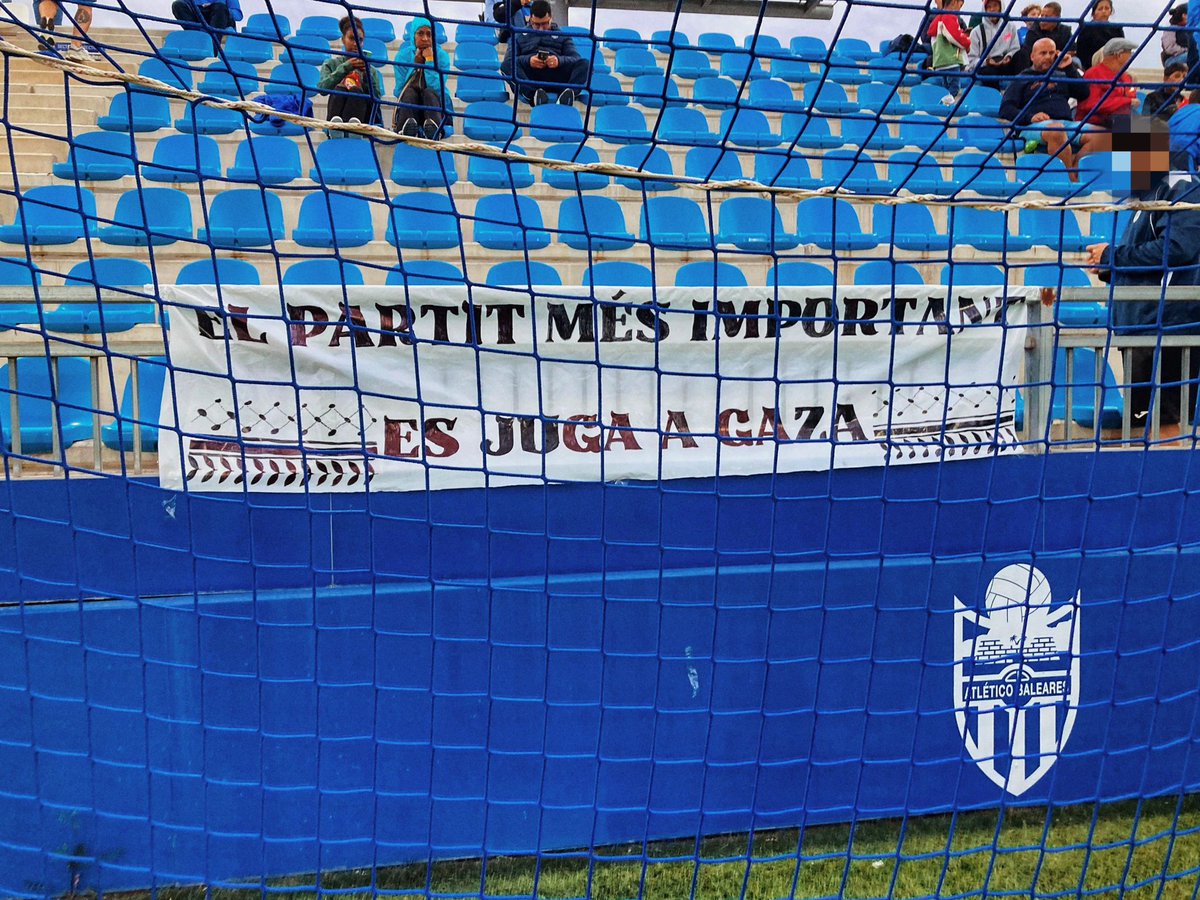 EL PARTIT MÉS IMPORTANT
ES JUGA A GAZA
ATLÉTICO BALEARES